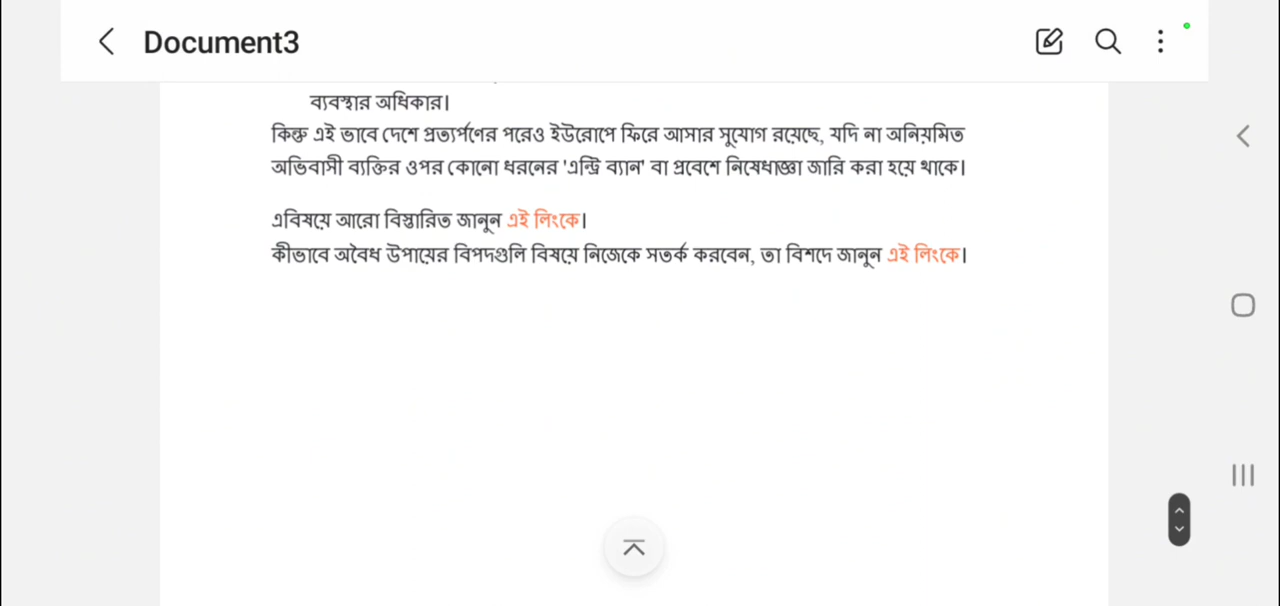 Document3
ব্যবস্থার অধিকার।
কিন্তু এই ভাবে দেশে প্রত্যর্পণের পরেও ইউরোপে ফিরে আসার সুযোগ রয়েছে, যদি না অনিয়মিত
অভিবাসী ব্যক্তির ওপর কোনো ধরনের 'এন্ট্রি ব্যান' বা প্রবেশে নিষেধাজ্ঞা জারি করা হয়ে থাকে।
এবিষয়ে আরো বিস্তারিত জানুন এই লিংকে।
কীভাবে অবৈধ উপায়ের বিপদগুলি বিষয়ে নিজেকে সতর্ক করবেন, তা বিশদে জানুন এই লিংকে।